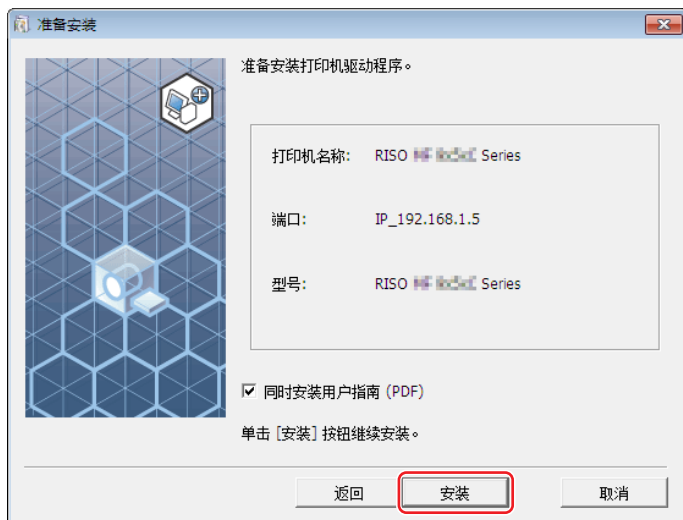 准备安装
准备安装打印机驱动程序。
打印机名称: RISO Series
端口: IP_192.168.1.5
型号: RISO Series
同时安装用户指南 (PDF)
单击 [安装] 按钮继续安装。
返回 安装 取消